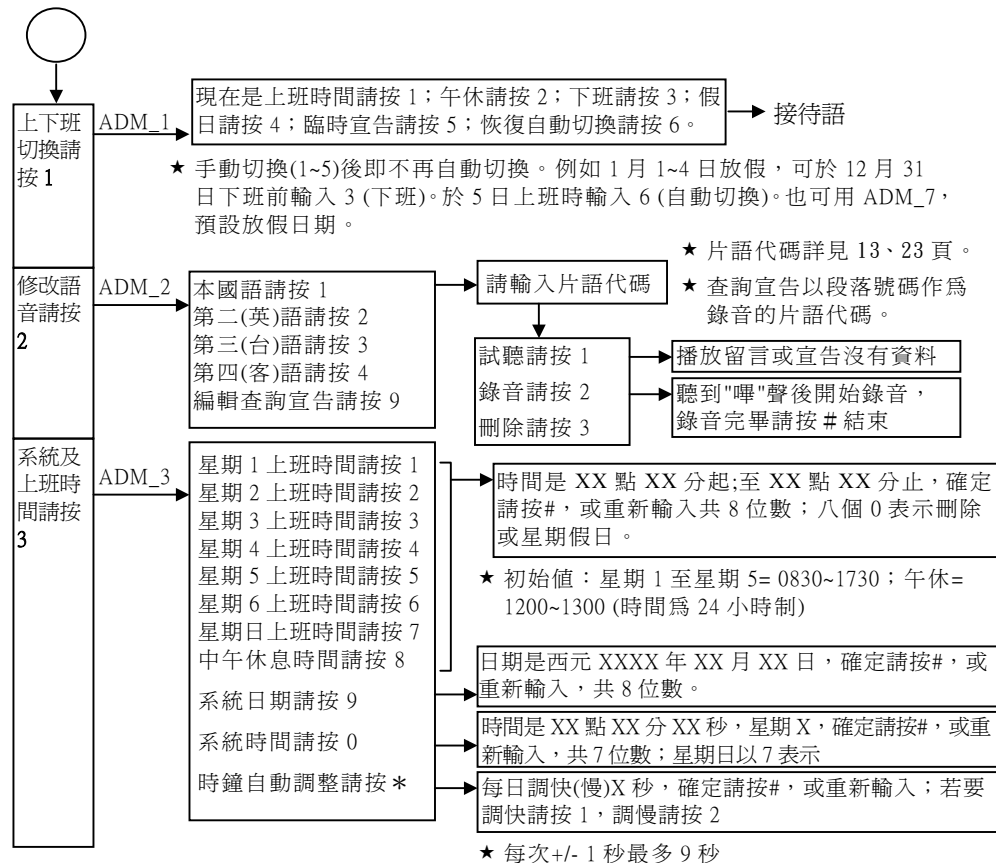 上下班
切換請
按 1
ADM_1
現在是上班時間請按 1；午休請按 2；下班請按 3；假
日請按 4；臨時宣告請按 5；恢復自動切換請按 6。
接待語
★ 手動切換(1~5)後即不再自動切換。例如 1 月 1~4 日放假，可於 12 月 31
日下班前輸入 3 (下班)。於 5 日上班時輸入 6 (自動切換)。也可用 ADM_7，
預設放假日期。
修改語
音請按
2
ADM_2
本國語請按 1
第二(英)語請按 2
第三(台)語請按 3
第四(客)語請按 4
編輯查詢宣告請按 9
請輸入片語代碼
★ 片語代碼詳見 13、23 頁。
★ 查詢宣告以段落號碼作爲
錄音的片語代碼。
試聽請按 1
錄音請按 2
刪除請按 3
播放留言或宣告沒有資料
聽到"嗶"聲後開始錄音，
錄音完畢請按 # 結束
系統及
上班時
間請按
3
ADM_3
星期 1 上班時間請按 1
星期 2 上班時間請按 2
星期 3 上班時間請按 3
星期 4 上班時間請按 4
星期 5 上班時間請按 5
星期 6 上班時間請按 6
星期日上班時間請按 7
中午休息時間請按 8
系統日期請按 9
系統時間請按 0
時鐘自動調整請按＊
時間是 XX 點 XX 分起;至 XX 點 XX 分止，確定
請按#，或重新輸入共 8 位數；八個 0 表示刪除
或星期假日。
★ 初始值：星期 1 至星期 5= 0830~1730；午休=
1200~1300 (時間爲 24 小時制)
日期是西元 XXXX 年 XX 月 XX 日，確定請按#，或
重新輸入，共 8 位數。
時間是 XX 點 XX 分 XX 秒，星期 X，確定請按#，或重
新輸入，共 7 位數；星期日以 7 表示
每日調快(慢)X 秒，確定請按#，或重新輸入；若要
調快請按 1，調慢請按 2
★ 每次+/- 1 秒最多 9 秒